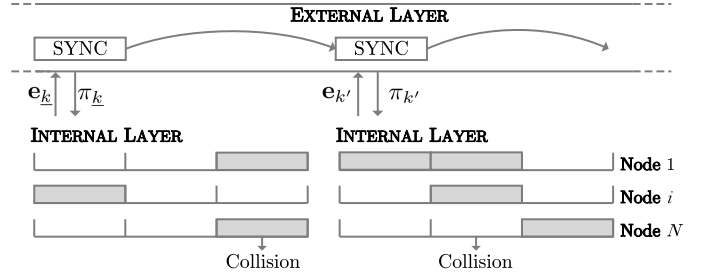 EXTERNAL LAYER
SYNC SYNC
e_k π_k e_k′ π_k′
INTERNAL LAYER INTERNAL LAYER
Node 1
Node i
Node N
Collision Collision